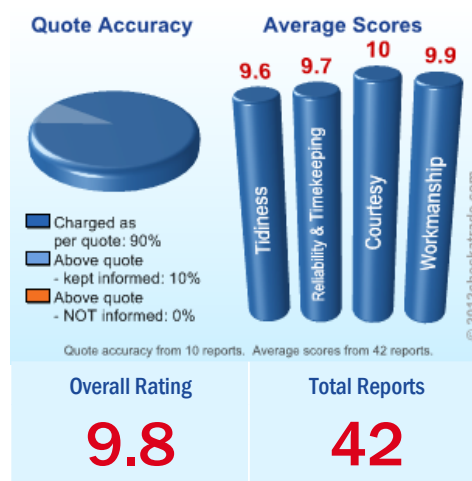 Quote Accuracy
Average Scores
9.6
9.7
10
9.9
Tidiness
Reliability & Timekeeping
Courtesy
Workmanship
Charged as
per quote: 90%
Above quote
- kept informed: 10%
Above quote
- NOT informed: 0%
Quote accuracy from 10 reports. Average scores from 42 reports.
Overall Rating
Total Reports
9.8
42